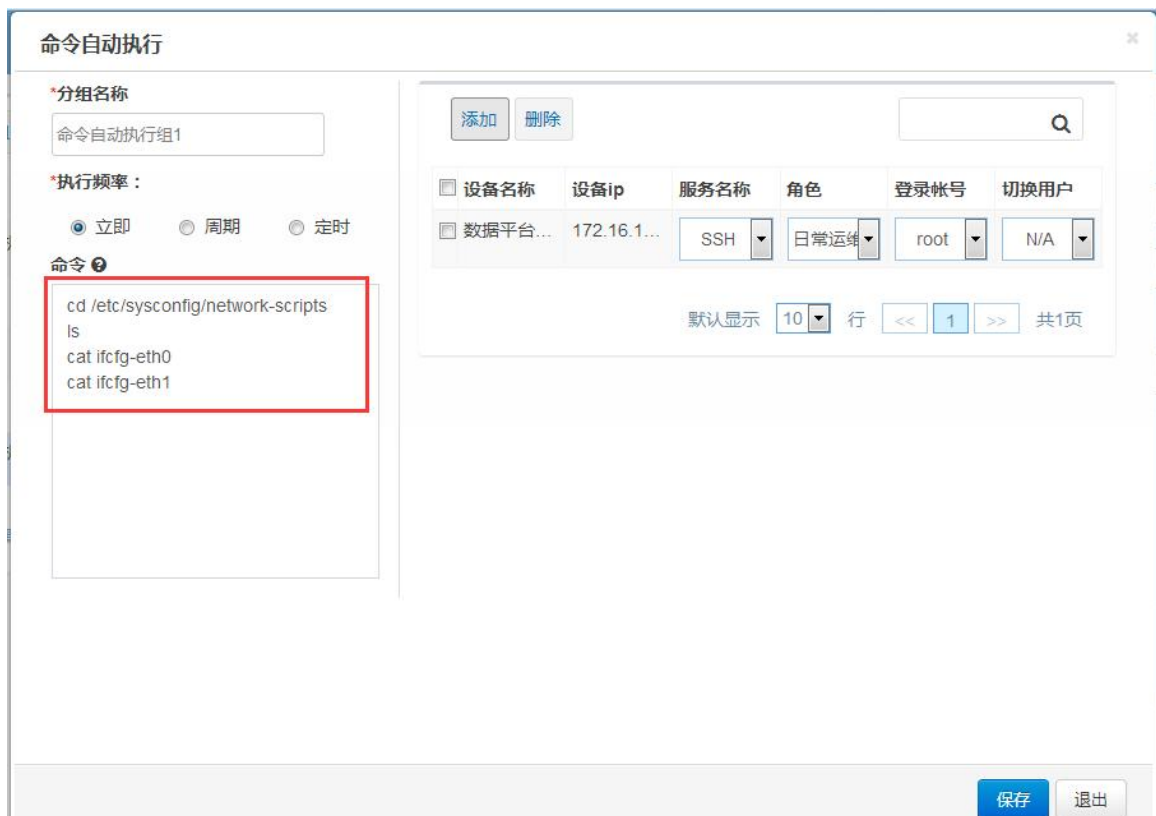 命令自动执行
*分组名称
命令自动执行组1
*执行频率：
立即 周期 定时
命令
cd /etc/sysconfig/network-scripts
ls
cat ifcfg-eth0
cat ifcfg-eth1
添加 删除
设备名称 设备ip 服务名称 角色 登录帐号 切换用户
数据平台... 172.16.1... SSH 日常运维 root N/A
默认显示 10 行 << 1 >> 共1页
保存 退出